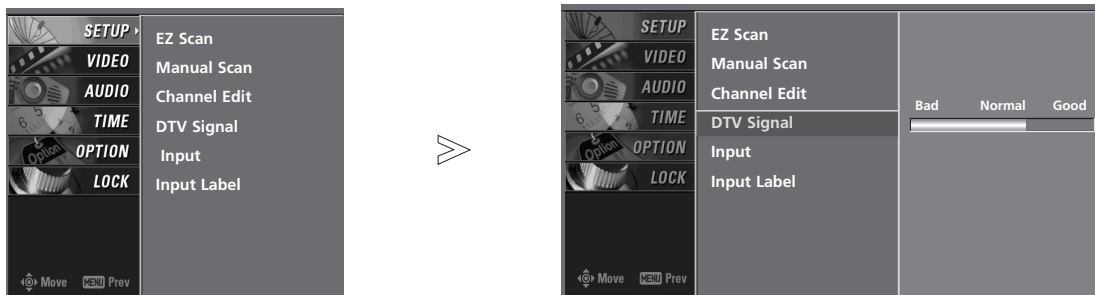 SETUP
VIDEO
AUDIO
TIME
OPTION
LOCK
Move MENU Prev
EZ Scan
Manual Scan
Channel Edit
DTV Signal
Input
Input Label
SETUP
VIDEO
AUDIO
TIME
OPTION
LOCK
Move MENU Prev
EZ Scan
Manual Scan
Channel Edit
DTV Signal
Input
Input Label
Bad Normal Good